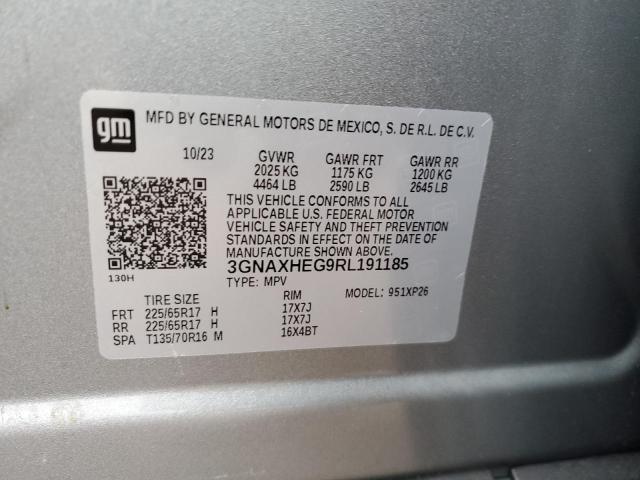 gm
MFD BY GENERAL MOTORS DE MEXICO, S. DE R.L. DE C.V.
10/23 GVWR GAWR FRT GAWR RR
2025 KG 1175 KG 1200 KG
4464 LB 2590 LB 2645 LB
THIS VEHICLE CONFORMS TO ALL
APPLICABLE U.S. FEDERAL MOTOR
VEHICLE SAFETY AND THEFT PREVENTION
STANDARDS IN EFFECT ON THE DATE OF
MANUFACTURE SHOWN ABOVE.
3GNAXHEG9RL191185
130H
TYPE: MPV
MODEL: 951XP26
TIRE SIZE RIM
FRT 225/65R17 H 17X7J
RR 225/65R17 H 17X7J
SPA T135/70R16 M 16X4BT